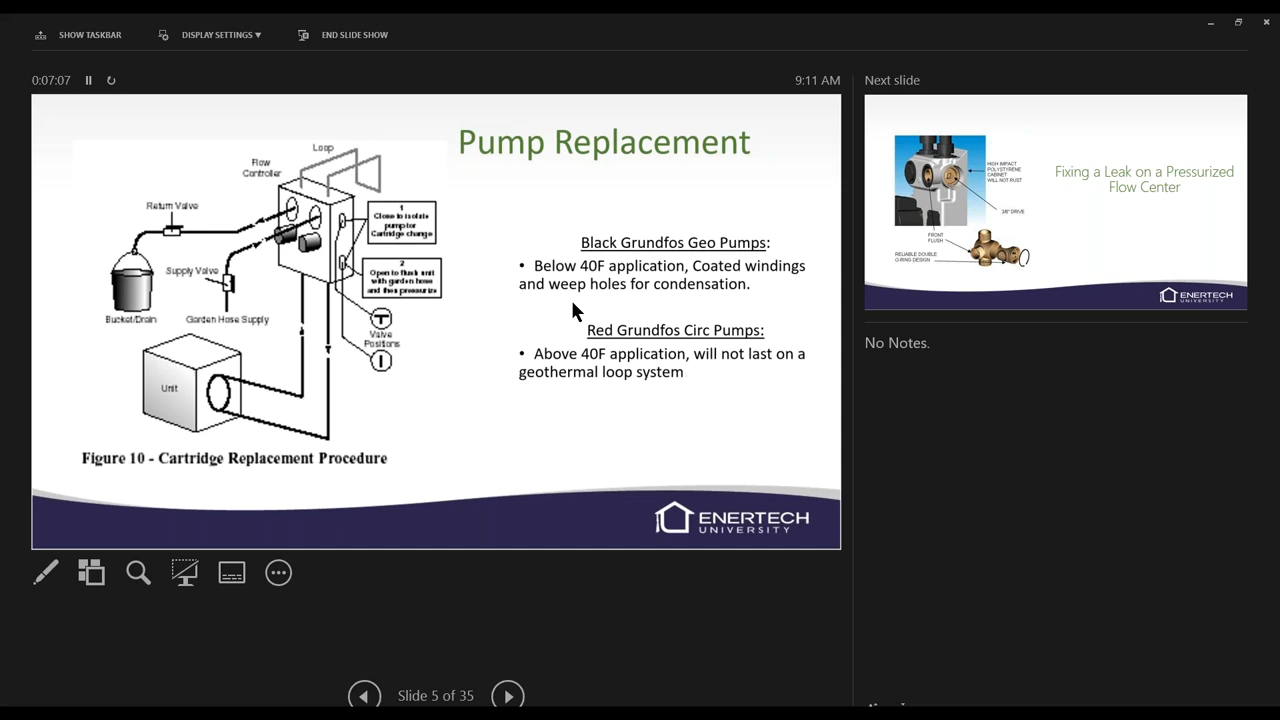 SHOW TASKBAR
DISPLAY SETTINGS ▾
END SLIDE SHOW
0:07:07
9:11 AM
Next slide
Pump Replacement
Loop
Flow
Controller
Return Valve
1
Close to isolate
pump for
Cartridge change
Supply Valve
2
Open to flush unit
with garden hose
and then pressurize
Bucket/Drain
Garden Hose Supply
Valve
Positions
Unit
Figure 10 - Cartridge Replacement Procedure
Black Grundfos Geo Pumps:
• Below 40F application, Coated windings
and weep holes for condensation.
Red Grundfos Circ Pumps:
• Above 40F application, will not last on a
geothermal loop system
ENERTECH
UNIVERSITY
HIGH IMPACT
POLYSTYRENE
CABINET
WILL NOT RUST
3/8" DRIVE
FRONT
FLUSH
RELIABLE DOUBLE
O-RING DESIGN
Fixing a Leak on a Pressurized
Flow Center
ENERTECH
UNIVERSITY
No Notes.
Slide 5 of 35